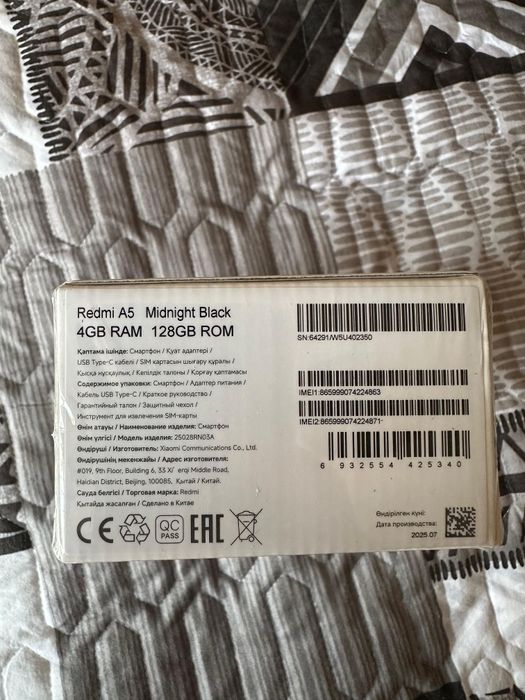 Redmi A5 Midnight Black
4GB RAM 128GB ROM
Қаптама ішінде: Смартфон / Қуат адаптері /
USB Type-C кабелі / SIM картасын шығару құралы /
Қысқа нұсқаулық / Кепілдік талоны / Қорғау қаптамасы
Содержимое упаковки: Смартфон / Адаптер питания /
Кабель USB Type-C / Краткое руководство /
Гарантийный талон / Защитный чехол /
Инструмент для извлечения SIM-карты
Өнім атауы / Наименование изделия: Смартфон
Өнім үлгісі / Модель изделия: 25028RN03A
Өндіруші / Изготовитель: Xiaomi Communications Co., Ltd.
Өндірушінің мекенжайы / Адрес изготовителя:
#019, 9th Floor, Building 6, 33 Xi'erqi Middle Road,
Haidian District, Beijing, 100085, Қытай / Китай.
Сауда белгісі / Торговая марка: Redmi
Қытайда жасалған / Сделано в Китае
CE
QC
PASS
EAC
SN:64291/W5U402350
IMEI1:865999074224863
IMEI2:865999074224871
6 932554 425340
Өндірілген күні:
Дата производства:
2025.07